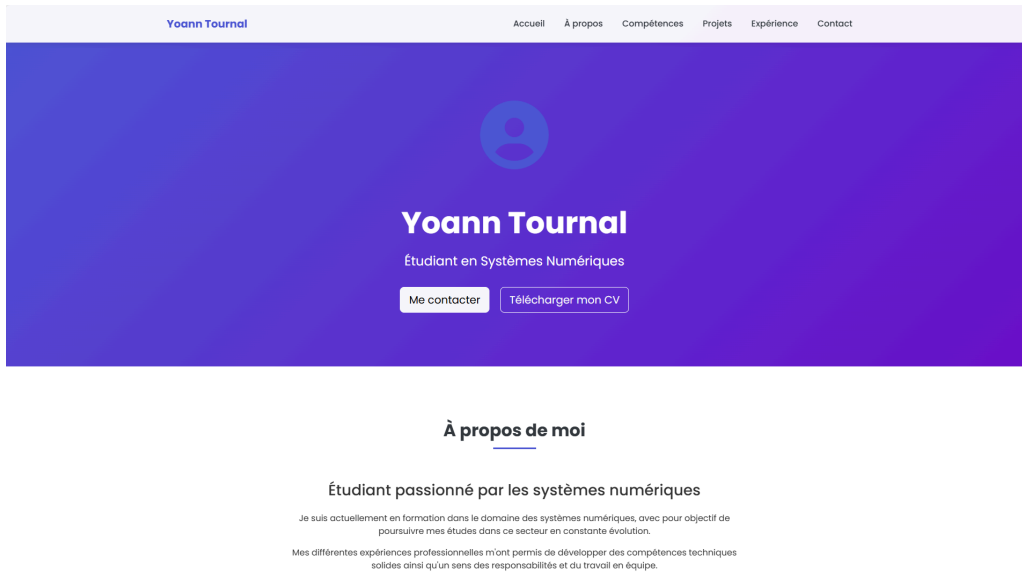 Yoann Tournal
Accueil À propos Compétences Projets Expérience Contact
Yoann Tournal
Étudiant en Systèmes Numériques
Me contacter Télécharger mon CV
À propos de moi
Étudiant passionné par les systèmes numériques
Je suis actuellement en formation dans le domaine des systèmes numériques, avec pour objectif de
poursuivre mes études dans ce secteur en constante évolution.
Mes différentes expériences professionnelles m'ont permis de développer des compétences techniques
solides ainsi qu'un sens des responsabilités et du travail en équipe.